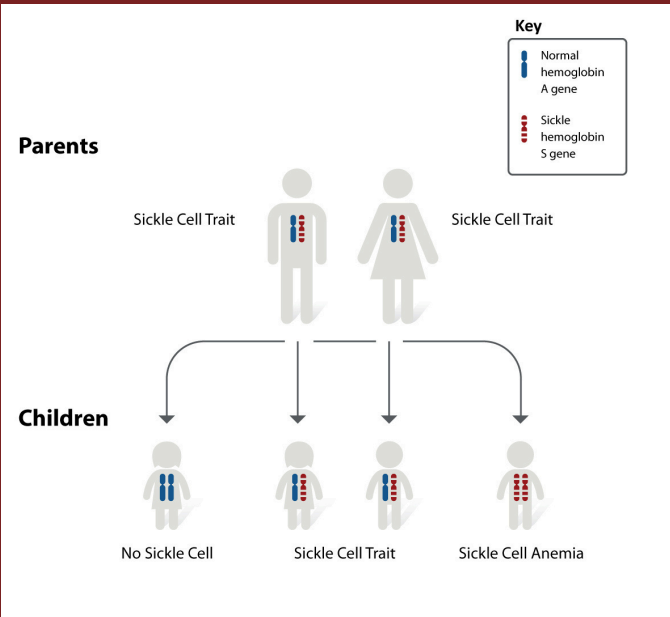 Key
Normal
hemoglobin
A gene
Sickle
hemoglobin
S gene
Parents
Sickle Cell Trait
Sickle Cell Trait
Children
No Sickle Cell
Sickle Cell Trait
Sickle Cell Anemia